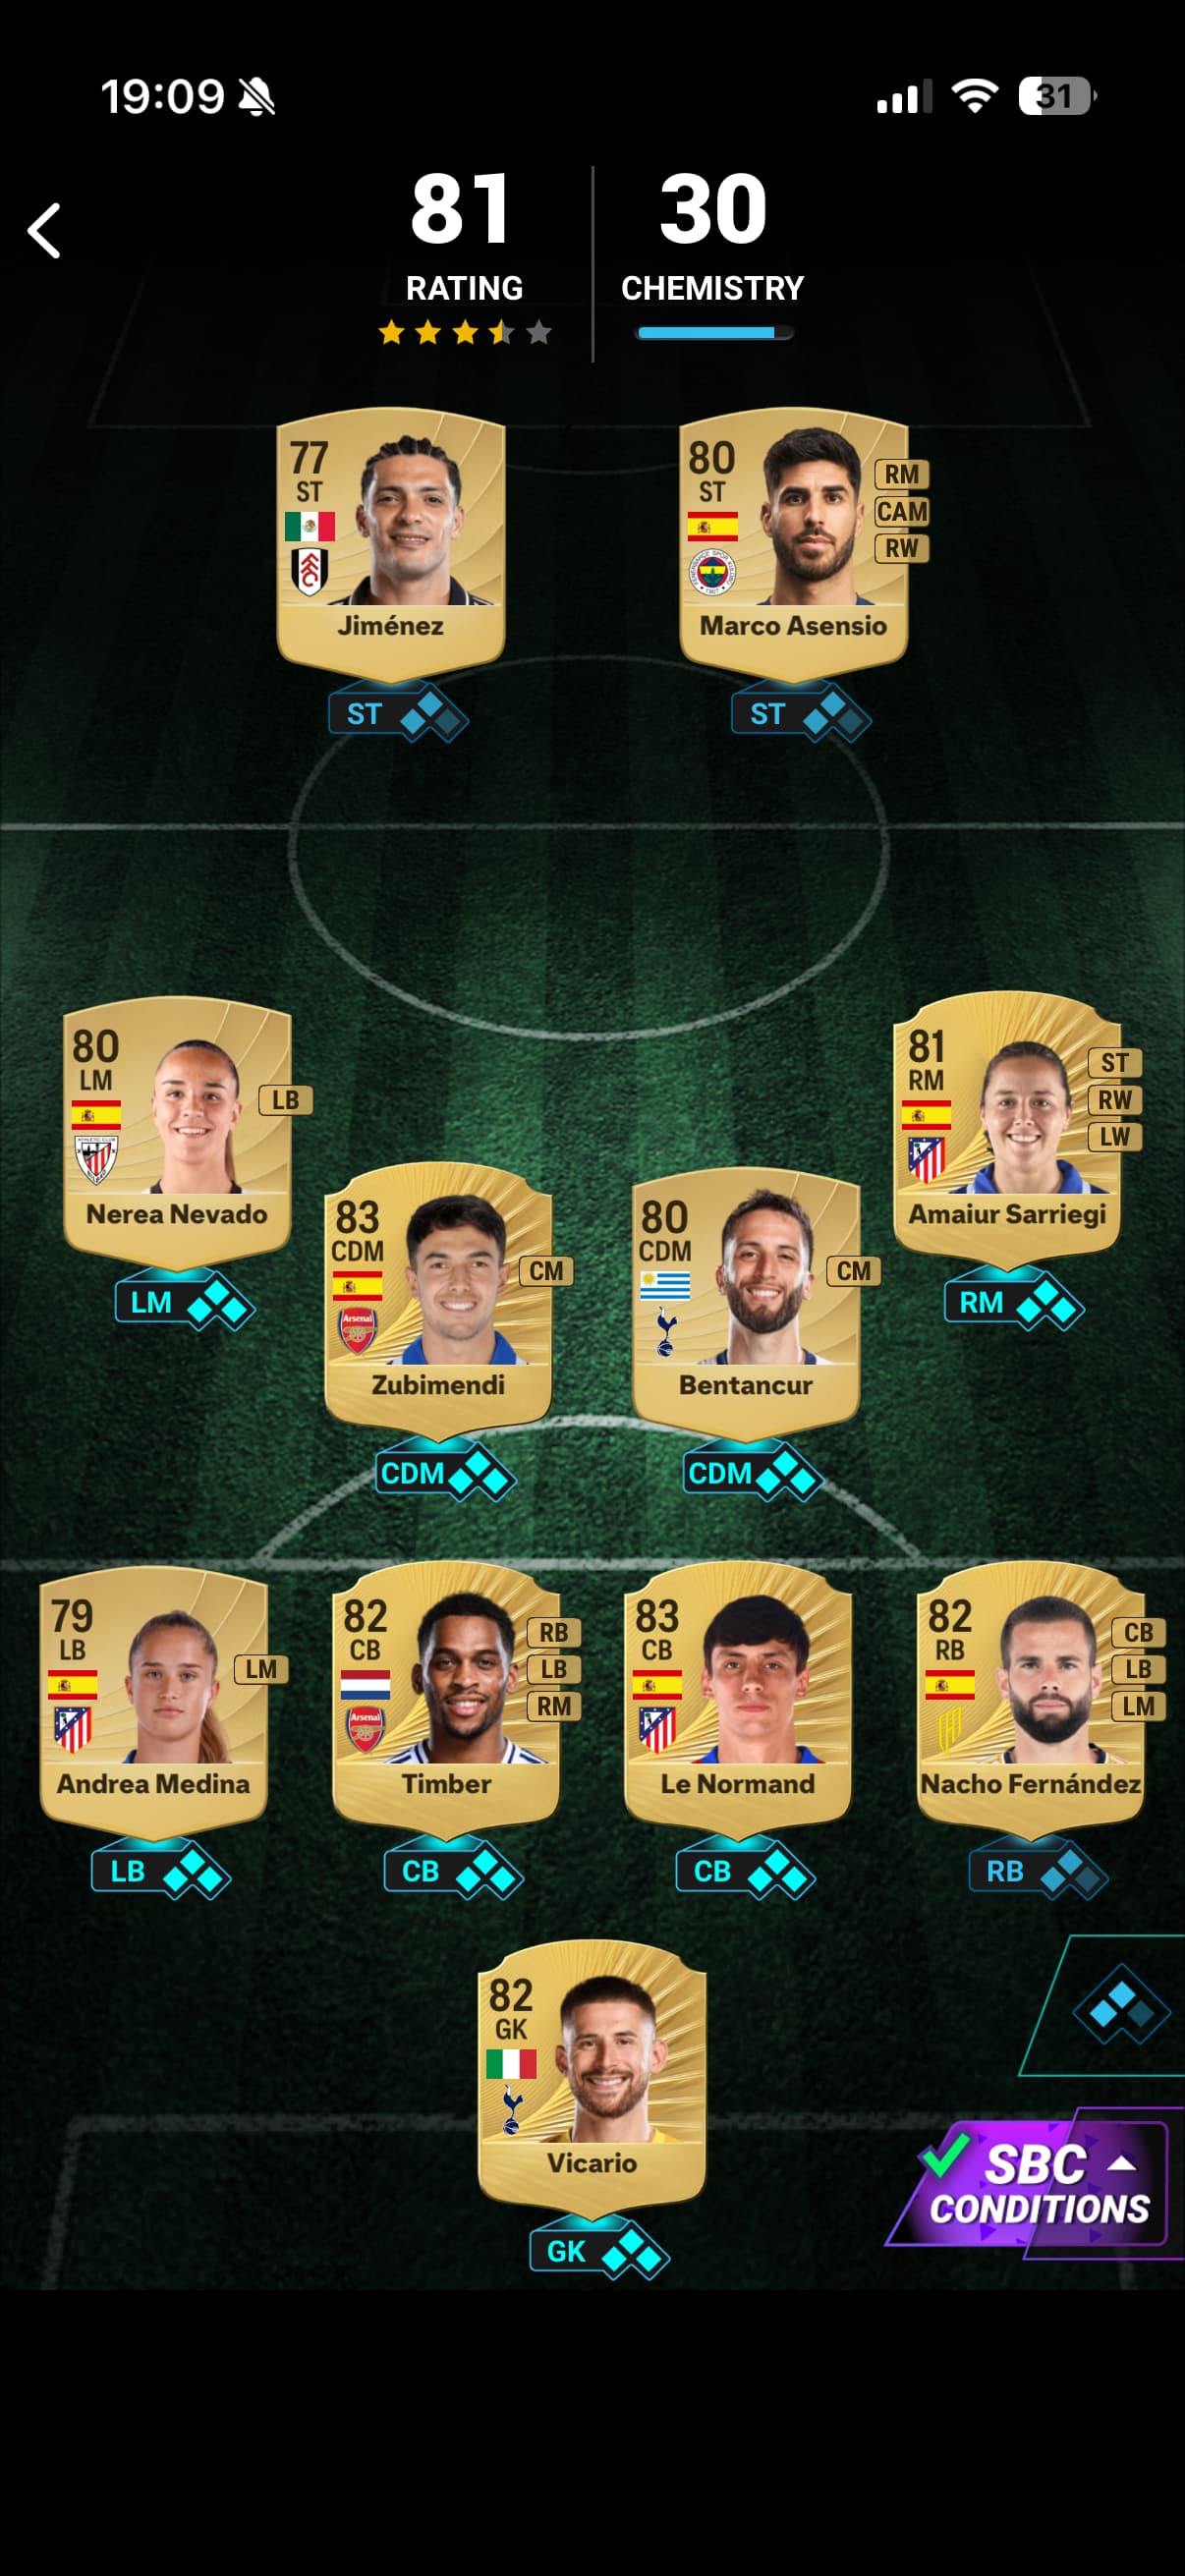 19:09
31
81
30
RATING
CHEMISTRY
77
ST
Jiménez
ST
80
ST
RM
CAM
RW
Marco Asensio
ST
80
LM
LB
Nerea Nevado
LM
81
RM
ST
RW
LW
Amaiur Sarriegi
RM
83
CDM
CM
Arsenal
Zubimendi
CDM
80
CDM
CM
Bentancur
CDM
79
LB
LM
Andrea Medina
LB
82
CB
RB
LB
RM
Arsenal
Timber
CB
83
CB
Le Normand
CB
82
RB
CB
LB
LM
Nacho Fernández
RB
82
GK
Vicario
GK
SBC
CONDITIONS